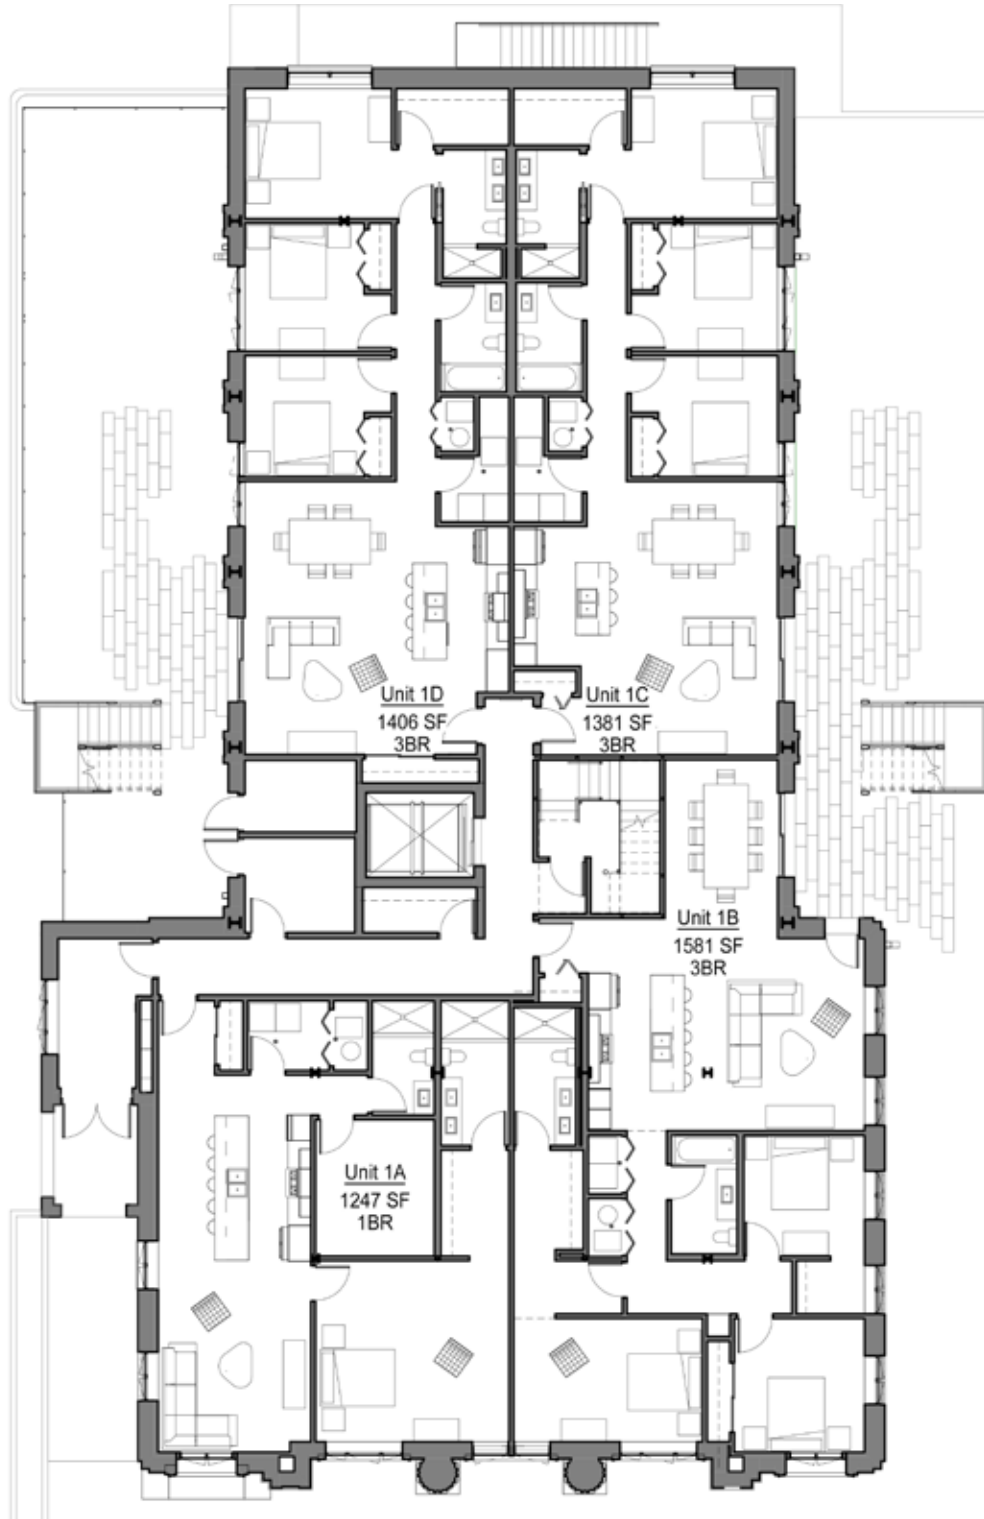 Unit 1D
1406 SF
3BR
Unit 1C
1381 SF
3BR
Unit 1B
1581 SF
3BR
Unit 1A
1247 SF
1BR